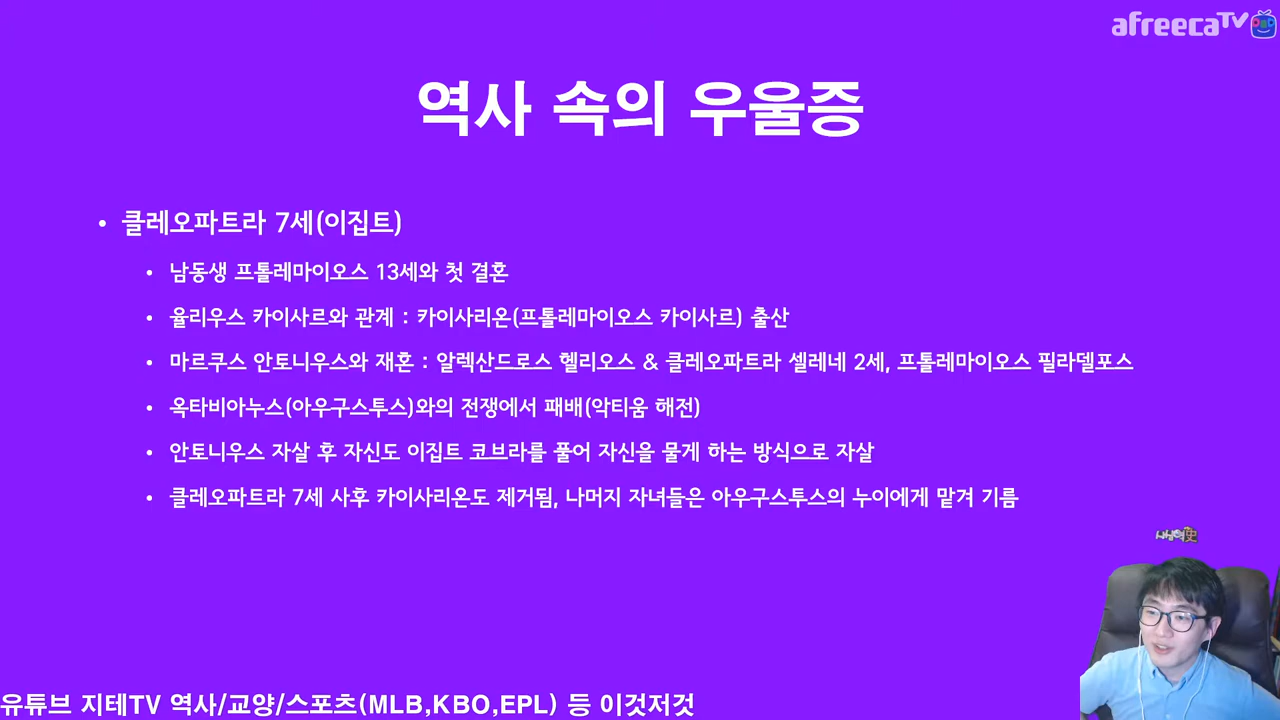 afreecaTV
역사 속의 우울증
• 클레오파트라 7세(이집트)
• 남동생 프톨레마이오스 13세와 첫 결혼
• 율리우스 카이사르와 관계 : 카이사리온(프톨레마이오스 카이사르) 출산
• 마르쿠스 안토니우스와 재혼 : 알렉산드로스 헬리오스 & 클레오파트라 셀레네 2세, 프톨레마이오스 필라델포스
• 옥타비아누스(아우구스투스)와의 전쟁에서 패배(악티움 해전)
• 안토니우스 자살 후 자신도 이집트 코브라를 풀어 자신을 물게 하는 방식으로 자살
• 클레오파트라 7세 사후 카이사리온도 제거됨, 나머지 자녀들은 아우구스투스의 누이에게 맡겨 기름
유튜브 지테TV 역사/교양/스포츠(MLB,KBO,EPL) 등 이것저것